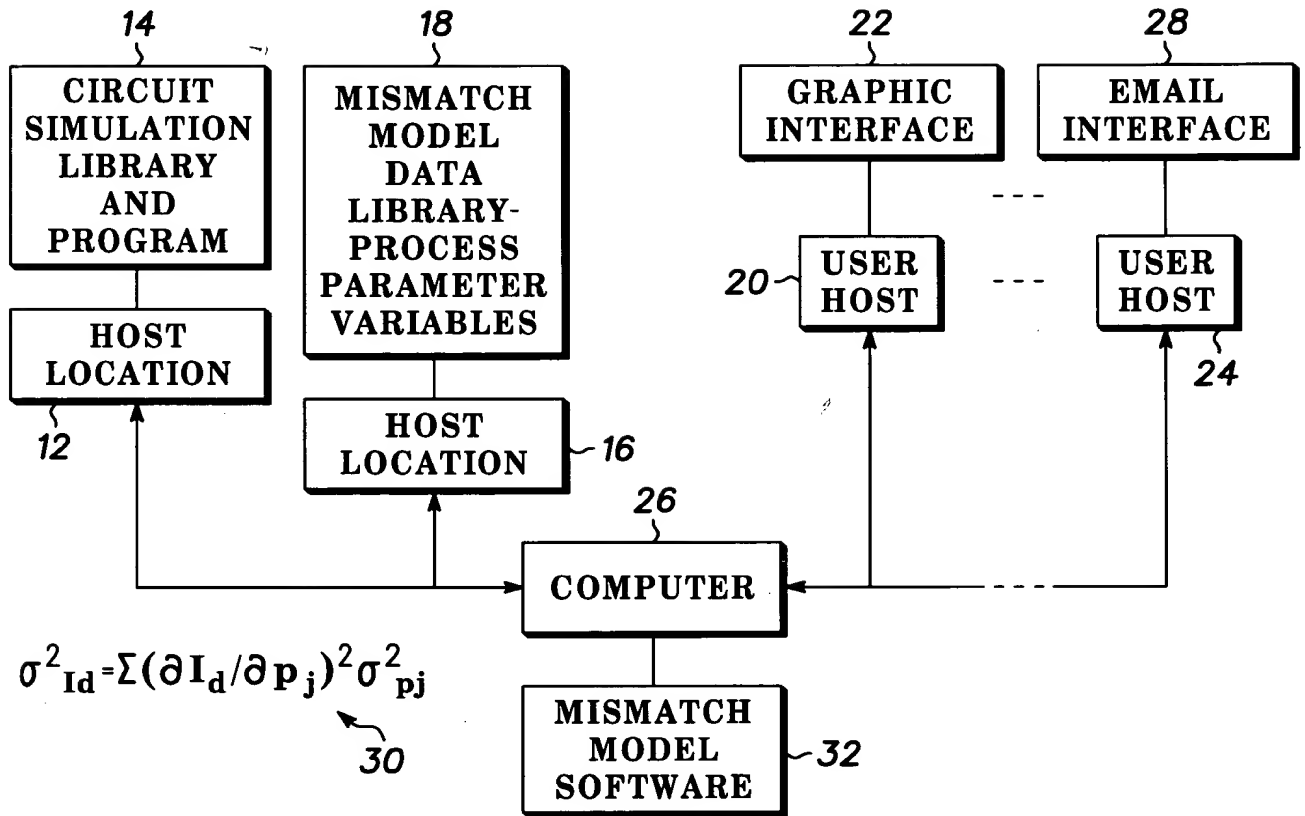 14
CIRCUIT
SIMULATION
LIBRARY
AND
PROGRAM
HOST
LOCATION
12
18
MISMATCH
MODEL
DATA
LIBRARY-
PROCESS
PARAMETER
VARIABLES
HOST
LOCATION
16
22
GRAPHIC
INTERFACE
20
USER
HOST
28
EMAIL
INTERFACE
USER
HOST
24
26
COMPUTER
MISMATCH
MODEL
SOFTWARE
32
σ²Id=Σ(∂Id/∂pj)²σ²pj
30